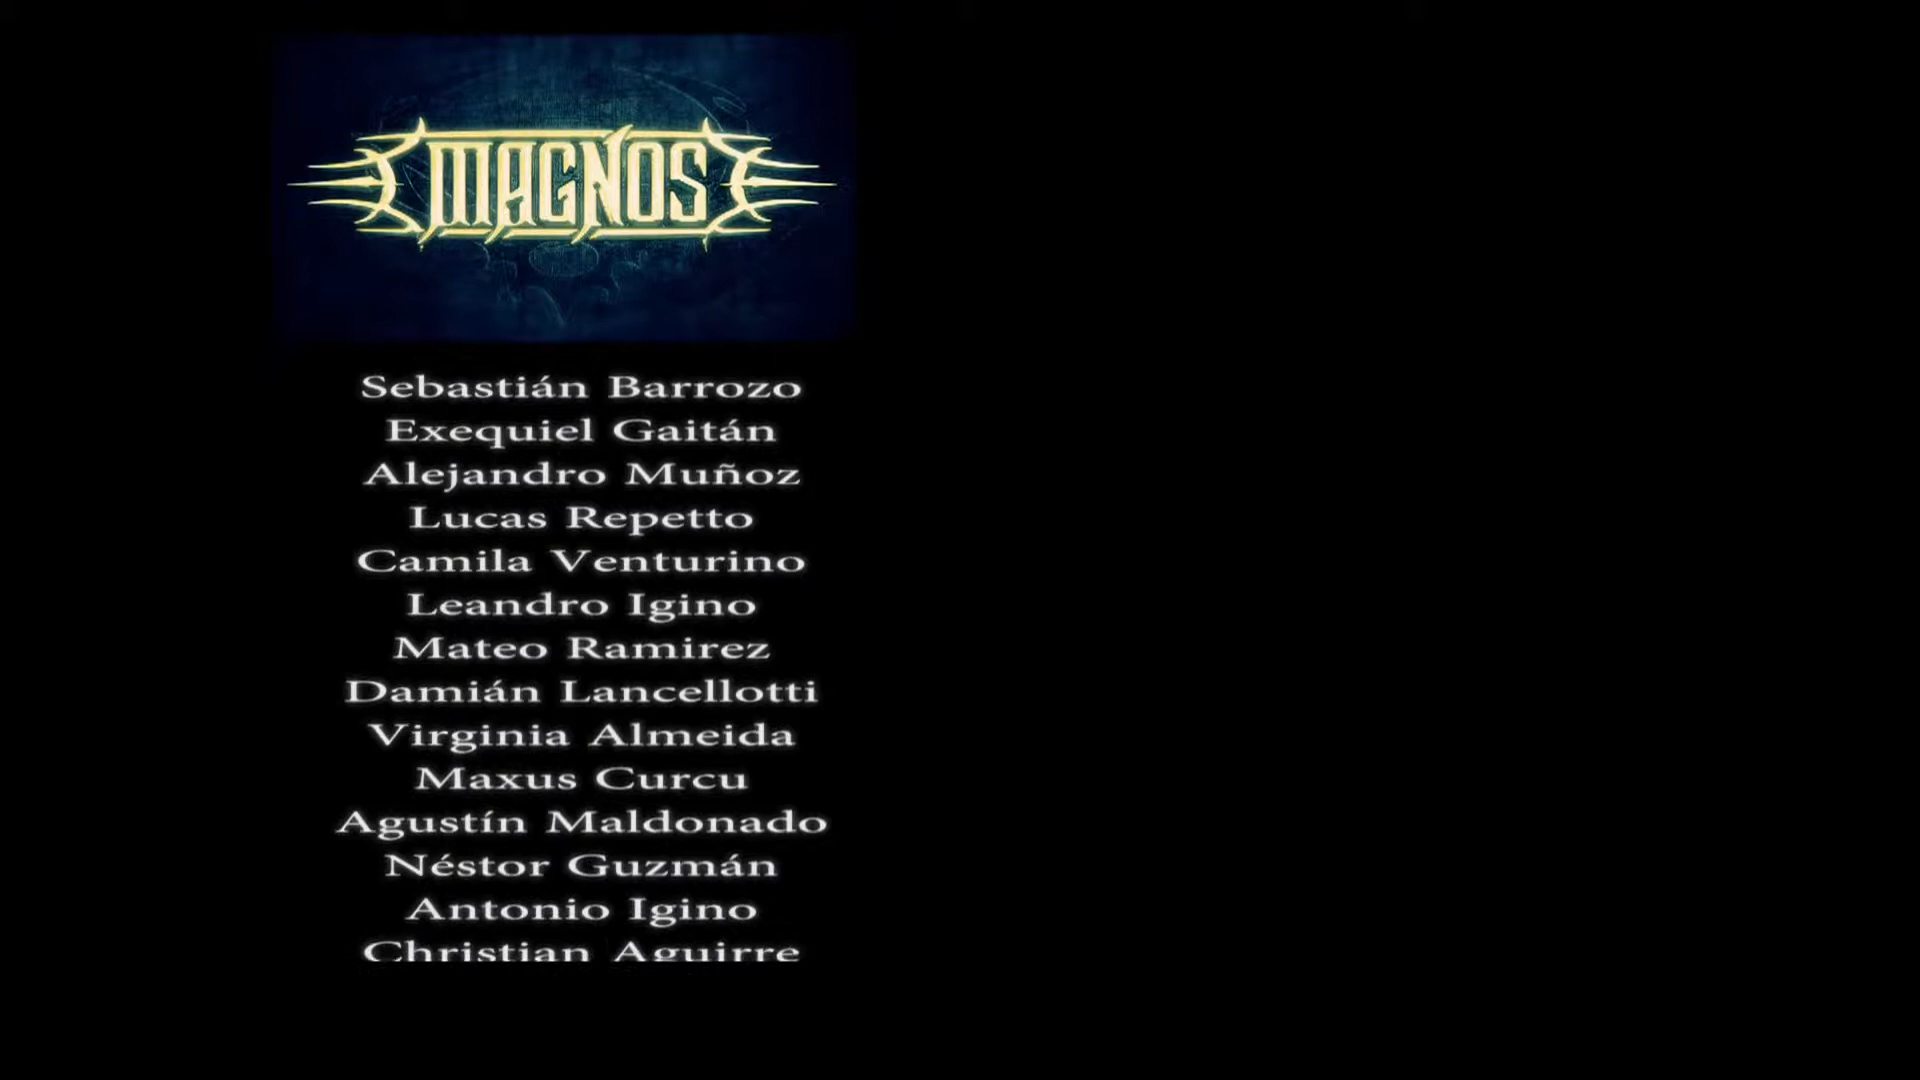 MAGNOS
Sebastián Barrozo
Exequiel Gaitán
Alejandro Muñoz
Lucas Repetto
Camila Venturino
Leandro Igino
Mateo Ramirez
Damián Lancellotti
Virginia Almeida
Maxus Curcu
Agustín Maldonado
Néstor Guzmán
Antonio Igino
Christian Aguirre